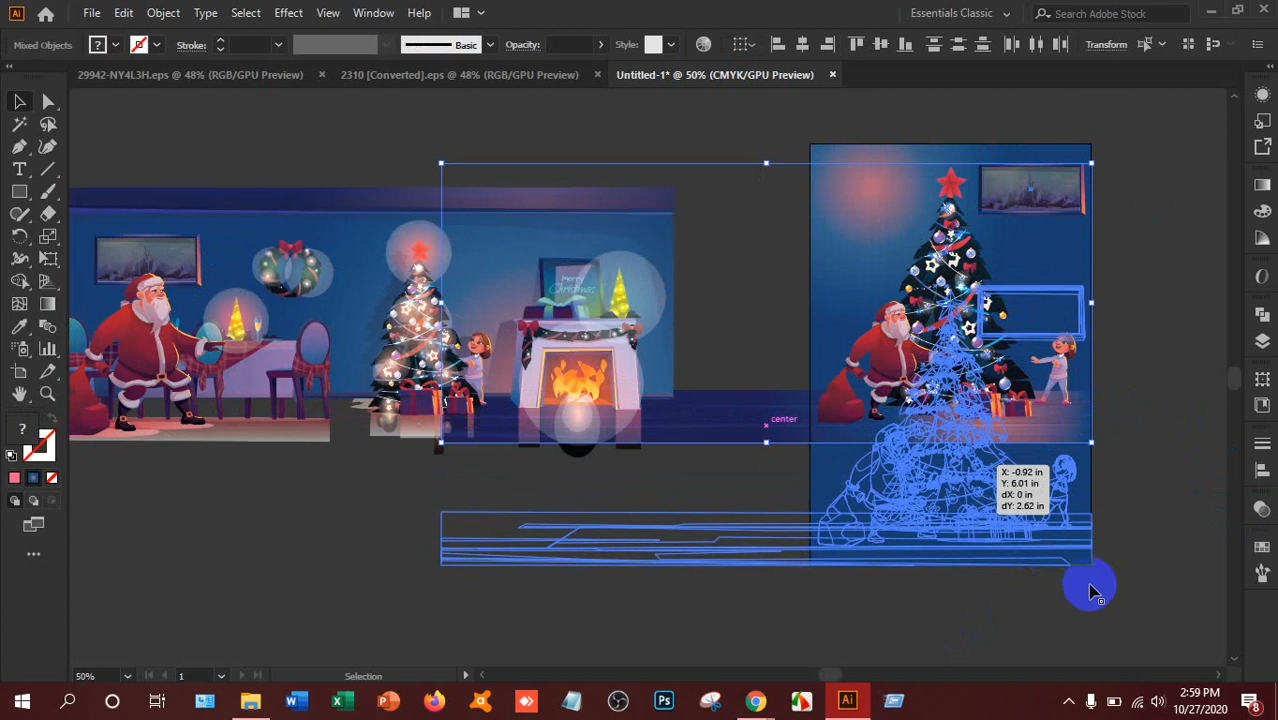 Ai File Edit Object Type Select Effect View Window Help Essentials Classic Search Adobe Stock
Mixed Objects ? Stroke: Basic Opacity: Style: Transform
29942-NY4L3H.eps @ 48% (RGB/GPU Preview) × 2310 [Converted].eps @ 48% (RGB/GPU Preview) × Untitled-1* @ 50% (CMYK/GPU Preview) ×
Merry
Christmas
center
?
X: -0.92 in
Y: 6.01 in
dX: 0 in
dY: 2.62 in
50% 1 Selection
2:59 PM
10/27/2020
8